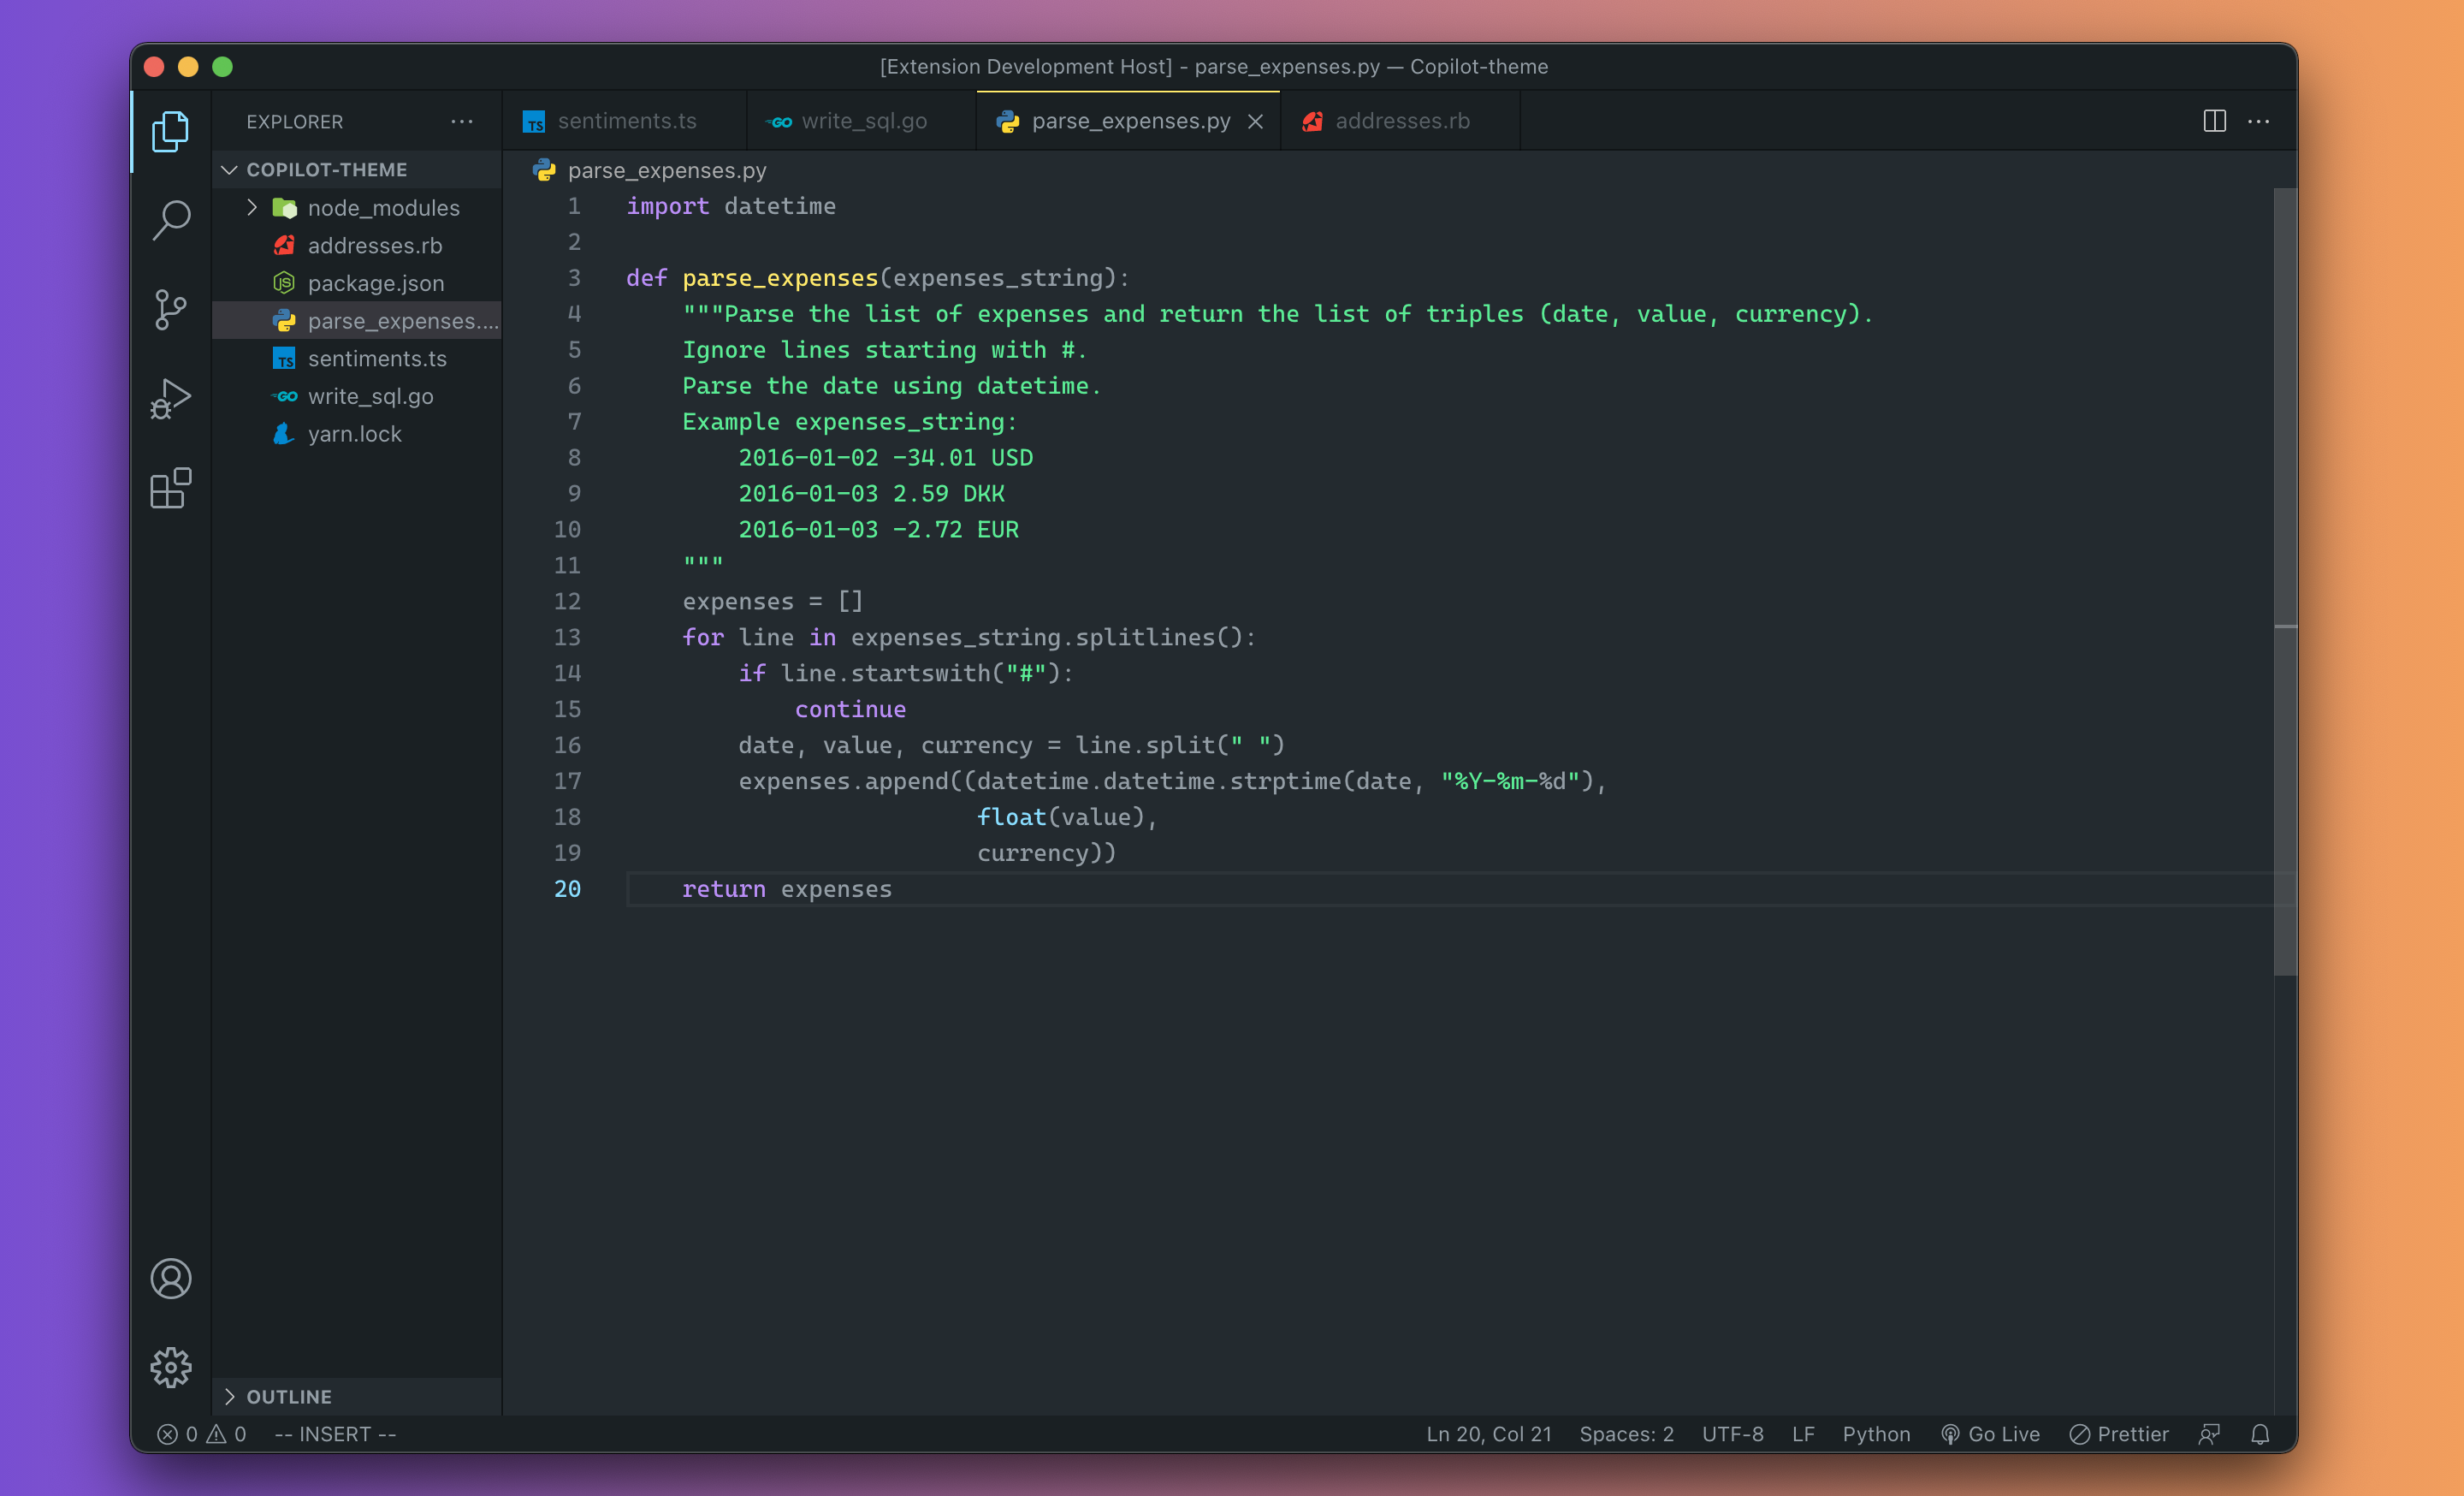 [Extension Development Host] - parse_expenses.py — Copilot-theme
EXPLORER
TS sentiments.ts
GO write_sql.go
parse_expenses.py
addresses.rb
COPILOT-THEME
node_modules
addresses.rb
JS package.json
parse_expenses....
TS sentiments.ts
GO write_sql.go
yarn.lock
OUTLINE
parse_expenses.py
1 import datetime
2
3 def parse_expenses(expenses_string):
4     """Parse the list of expenses and return the list of triples (date, value, currency).
5     Ignore lines starting with #.
6     Parse the date using datetime.
7     Example expenses_string:
8         2016-01-02 -34.01 USD
9         2016-01-03 2.59 DKK
10         2016-01-03 -2.72 EUR
11     """
12     expenses = []
13     for line in expenses_string.splitlines():
14         if line.startswith("#"):
15             continue
16         date, value, currency = line.split(" ")
17         expenses.append((datetime.datetime.strptime(date, "%Y-%m-%d"),
18                          float(value),
19                          currency))
20     return expenses
0 0 -- INSERT --
Ln 20, Col 21 Spaces: 2 UTF-8 LF Python Go Live Prettier